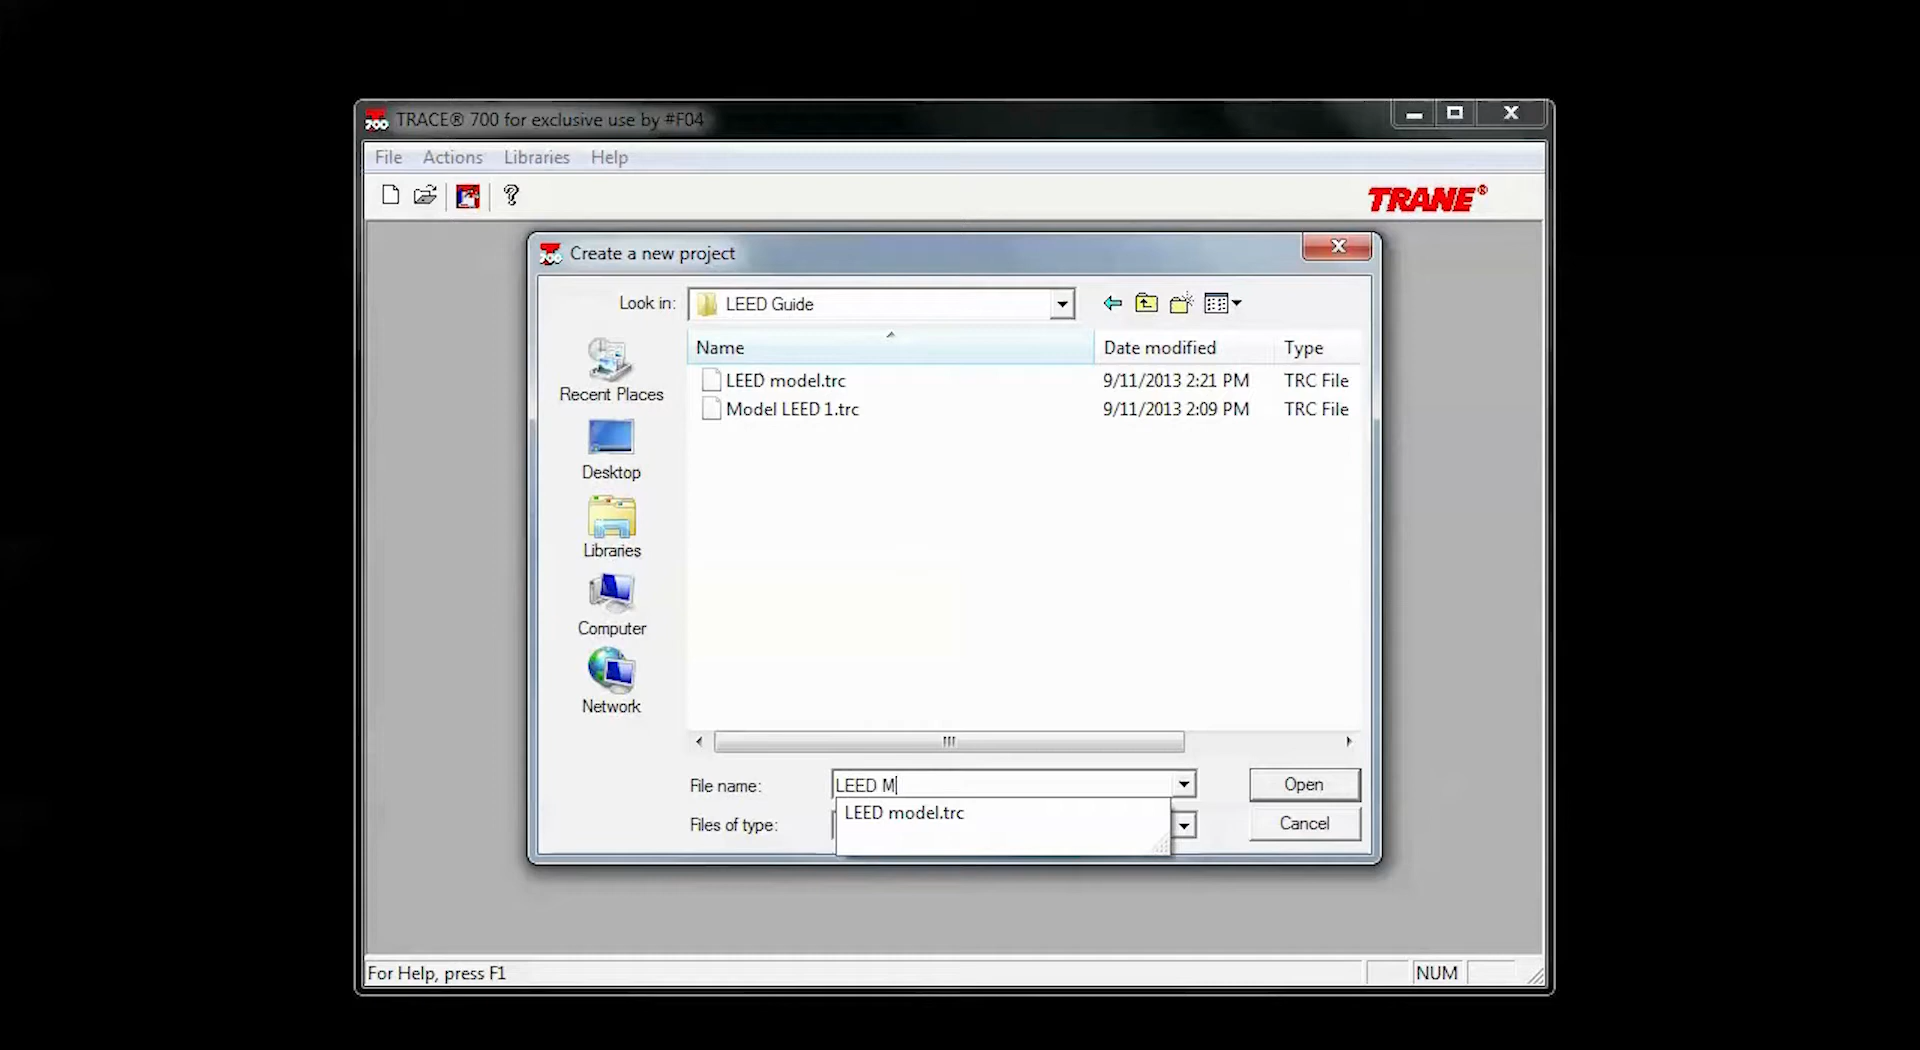 TRACE® 700 for exclusive use by #F04
File Actions Libraries Help
TRANE®
Create a new project
Look in: LEED Guide
Name Date modified Type
LEED model.trc 9/11/2013 2:21 PM TRC File
Model LEED 1.trc 9/11/2013 2:09 PM TRC File
Recent Places
Desktop
Libraries
Computer
Network
File name: LEED M Open
LEED model.trc
Files of type: Cancel
For Help, press F1 NUM